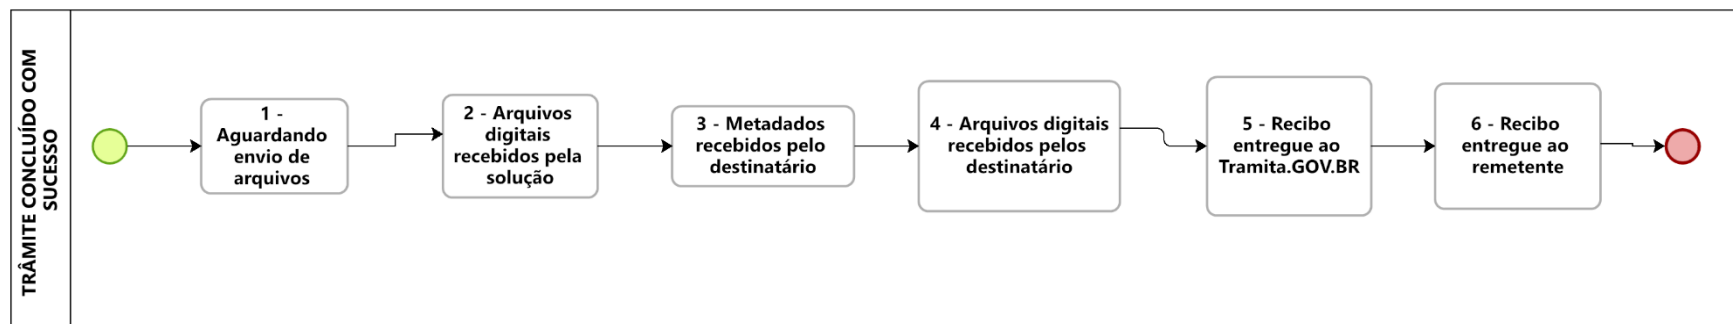 TRÂMITE CONCLUÍDO COM
SUCESSO
1 -
Aguardando
envio de
arquivos
2 - Arquivos
digitais
recebidos pela
solução
3 - Metadados
recebidos pelo
destinatário
4 - Arquivos digitais
recebidos pelos
destinatário
5 - Recibo
entregue ao
Tramita.GOV.BR
6 - Recibo
entregue ao
remetente